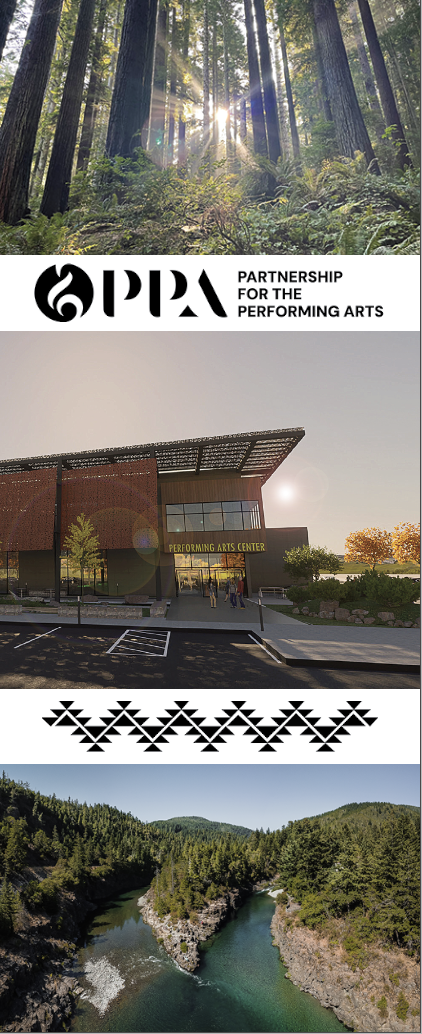 PPA
PARTNERSHIP
FOR THE
PERFORMING ARTS
PERFORMING ARTS CENTER